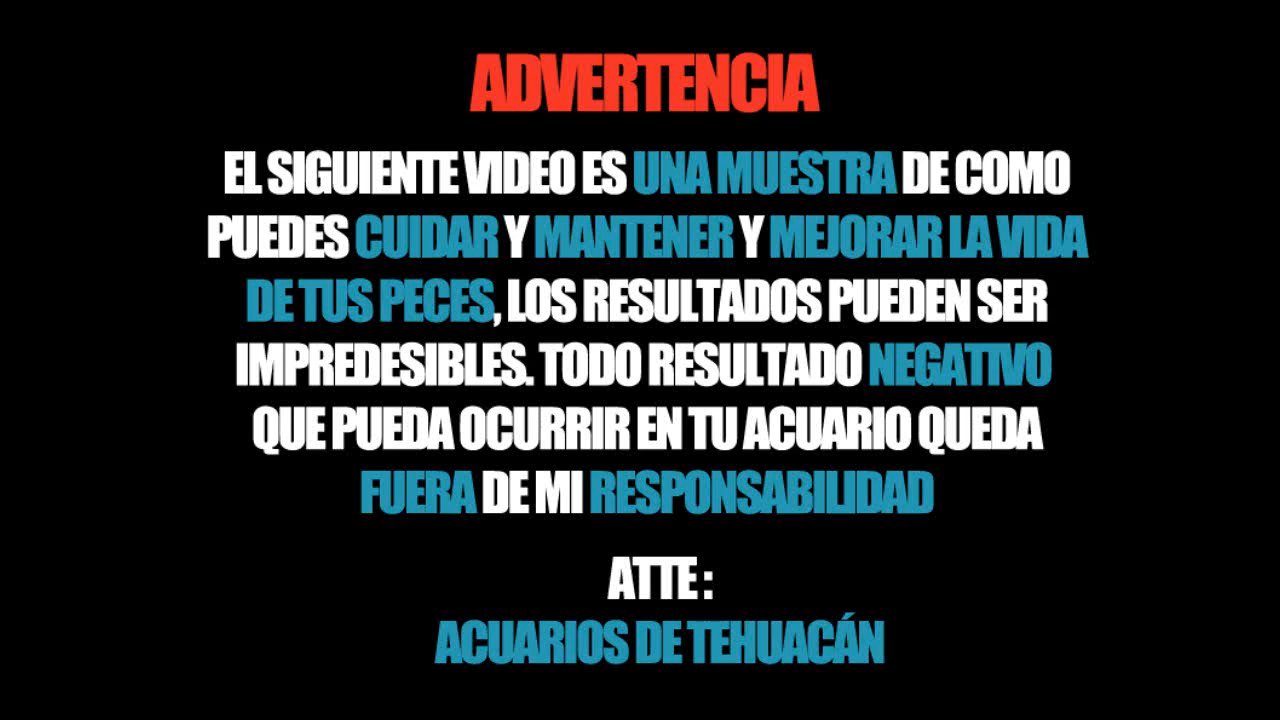 ADVERTENCIA
EL SIGUIENTE VIDEO ES UNA MUESTRA DE COMO
PUEDES CUIDAR Y MANTENER Y MEJORAR LA VIDA
DE TUS PECES, LOS RESULTADOS PUEDEN SER
IMPREDESIBLES. TODO RESULTADO NEGATIVO
QUE PUEDA OCURRIR EN TU ACUARIO QUEDA
FUERA DE MI RESPONSABILIDAD
ATTE :
ACUARIOS DE TEHUACÁN